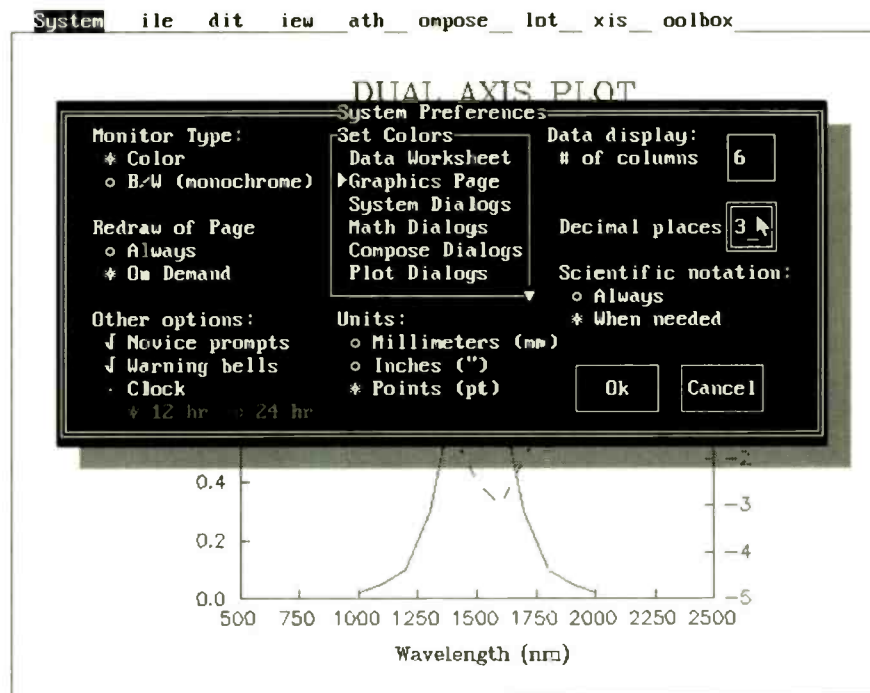 System ile dit iew ath ompose lot xis oolbox
DUAL AXIS PLOT
System Preferences
Monitor Type:
* Color
o B/W (monochrome)
Redraw of Page
o Always
* On Demand
Other options:
√ Novice prompts
√ Warning bells
· Clock
* 12 hr o 24 hr
Set Colors
Data Worksheet
▶Graphics Page
System Dialogs
Math Dialogs
Compose Dialogs
Plot Dialogs
▼
Units:
o Millimeters (mm)
o Inches (")
* Points (pt)
Data display:
# of columns 6
Decimal places 3_
Scientific notation:
o Always
* When needed
Ok Cancel
0.4
0.2
0.0
-2
-3
-4
-5
500 750 1000 1250 1500 1750 2000 2250 2500
Wavelength (nm)